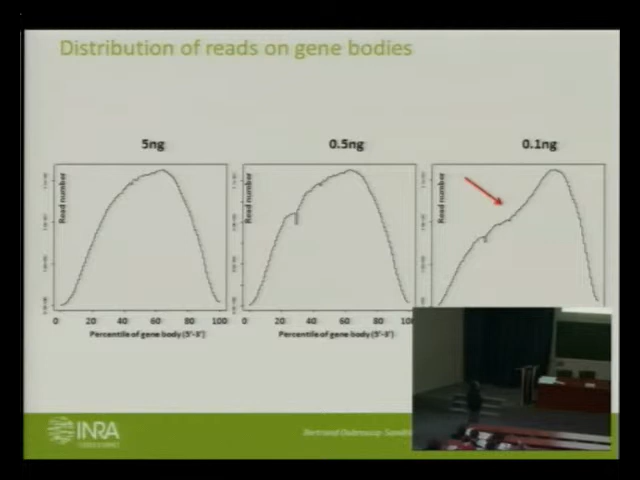 Distribution of reads on gene bodies
5ng
0.5ng
0.1ng
Read number
Read number
Read number
0 20 40 60 80 100
0 20 40 60 80 100
0
Percentile of gene body (5'-3')
Percentile of gene body (5'-3')
INRA